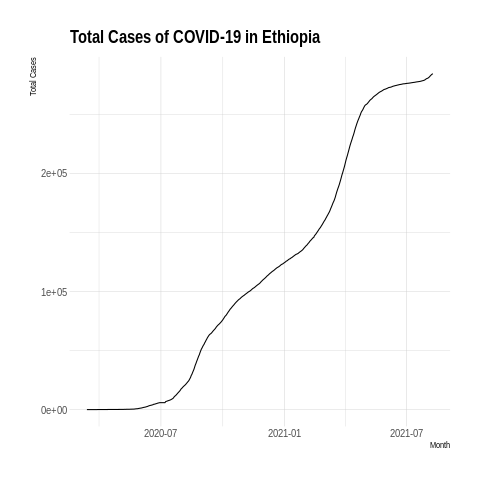 Total Cases of COVID-19 in Ethiopia
Total Cases
2e+05
1e+05
0e+00
2020-07 2021-01 2021-07
Month